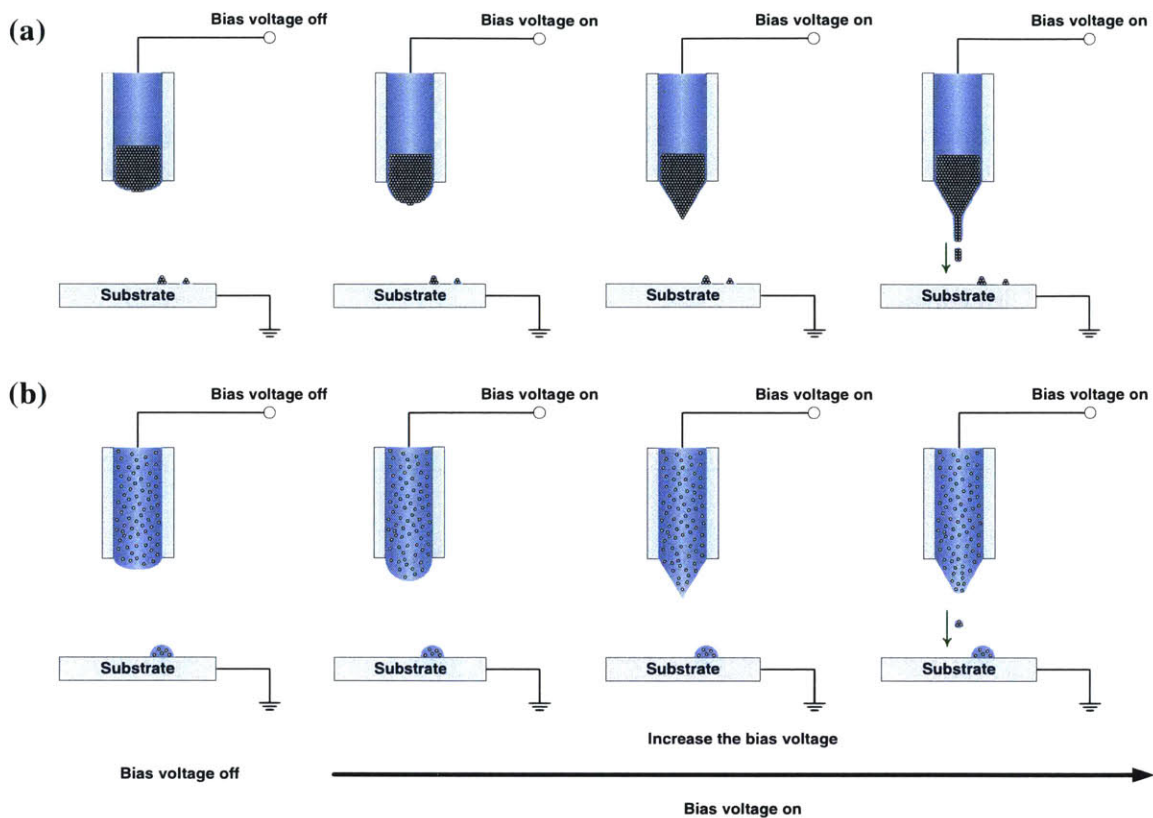 (a)
Bias voltage off
Bias voltage on
Bias voltage on
Bias voltage on
Substrate
Substrate
Substrate
Substrate
(b)
Bias voltage off
Bias voltage on
Bias voltage on
Bias voltage on
Substrate
Substrate
Substrate
Substrate
Increase the bias voltage
Bias voltage off
Bias voltage on